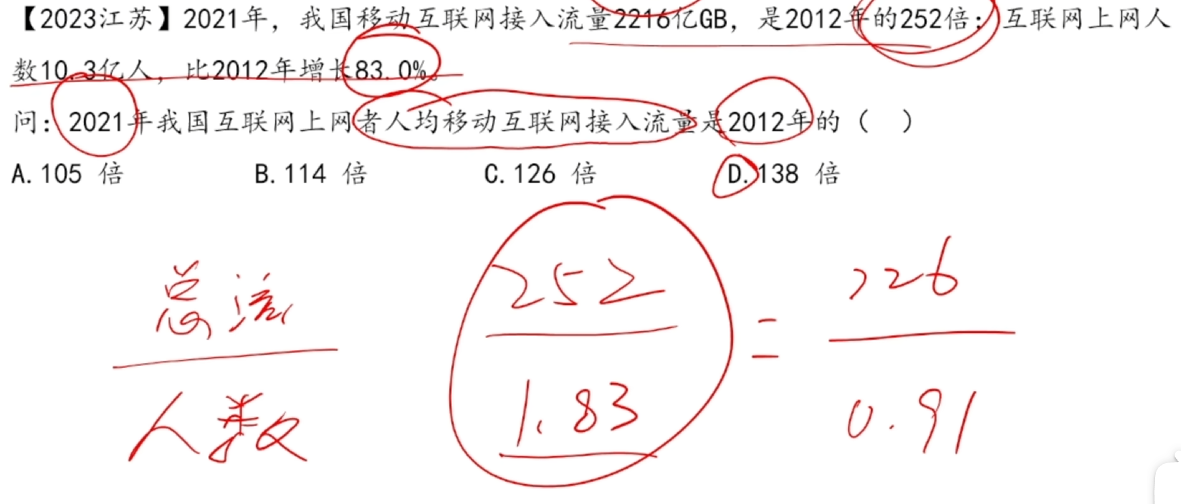 【2023江苏】2021年，我国移动互联网接入流量2216亿GB，是2012年的252倍；互联网上网人
数10.3亿人，比2012年增长83.0%。
问：2021年我国互联网上网者人均移动互联网接入流量是2012年的（ ）
A.105 倍 B.114 倍 C.126 倍 D.138 倍
总流 252 = 226
人数 1.83 0.91